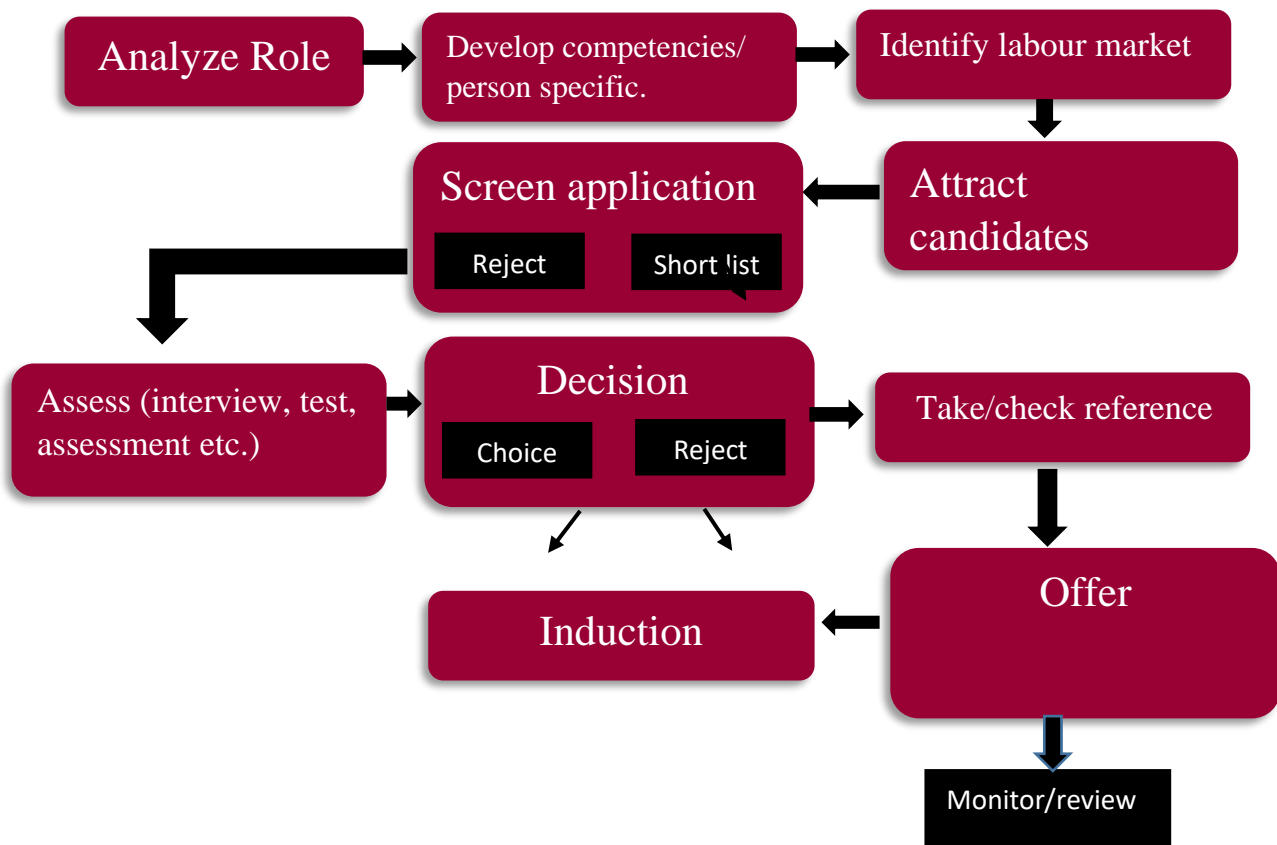 Analyze Role
Develop competencies/
person specific.
Identify labour market
Attract
candidates
Screen application
Reject
Short list
Assess (interview, test,
assessment etc.)
Decision
Choice
Reject
Take/check reference
Offer
Induction
Monitor/review